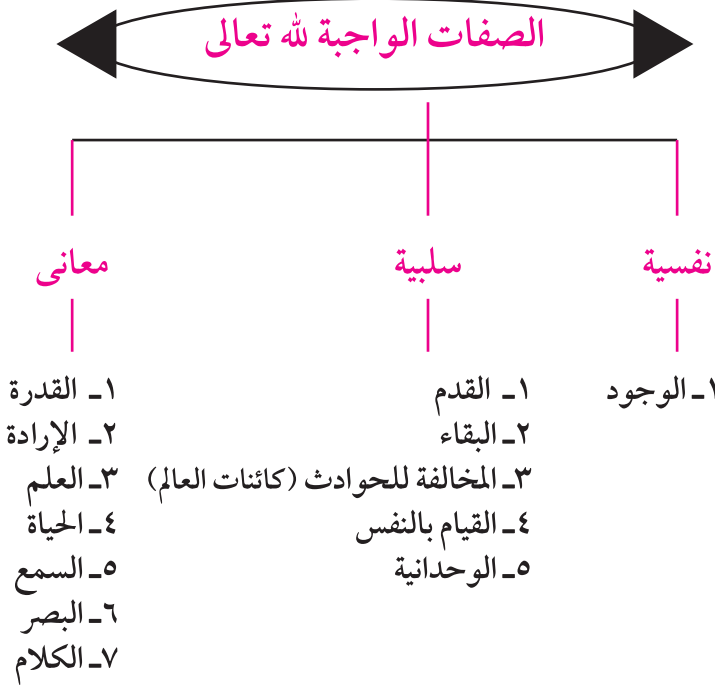 الصفات الواجبة لله تعالى
نفسية
١ـ الوجود
سلبية
١ـ القدم
٢ـ البقاء
٣ـ المخالفة للحوادث (كائنات العالم)
٤ـ القيام بالنفس
٥ـ الوحدانية
معانى
١ـ القدرة
٢ـ الإرادة
٣ـ العلم
٤ـ الحياة
٥ـ السمع
٦ـ البصر
٧ـ الكلام